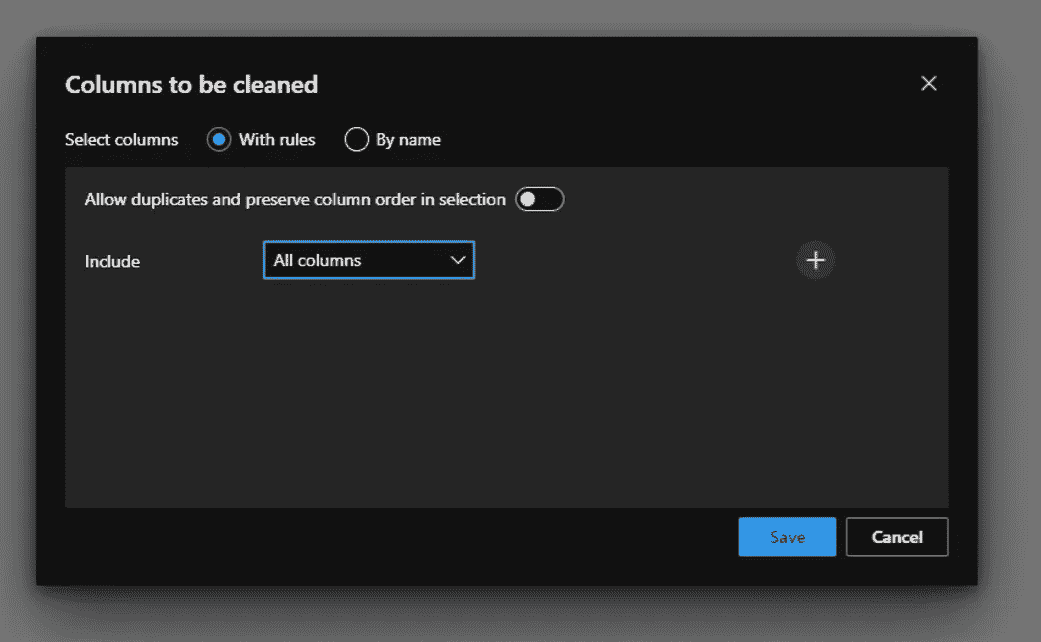 Columns to be cleaned
Select columns With rules By name
Allow duplicates and preserve column order in selection
Include All columns
Save Cancel